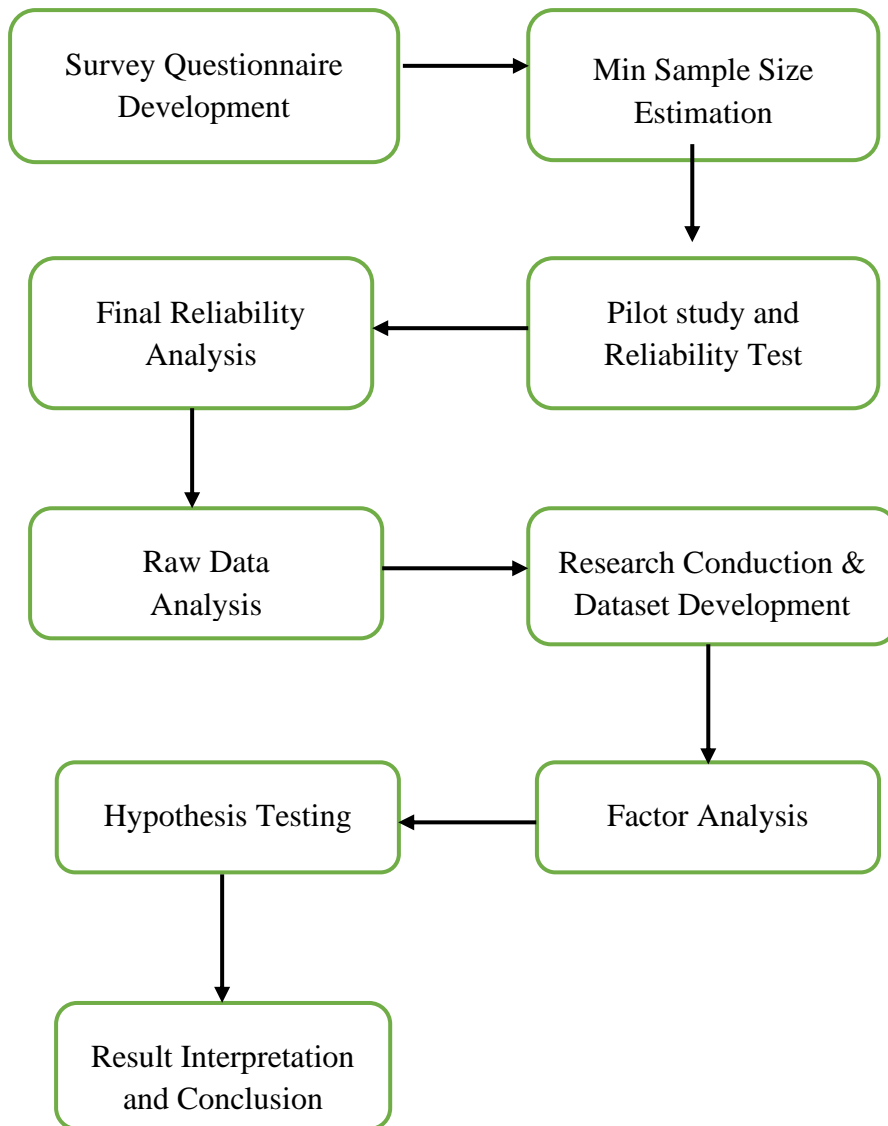 Survey Questionnaire
Development
Min Sample Size
Estimation
Pilot study and
Reliability Test
Final Reliability
Analysis
Raw Data
Analysis
Research Conduction &
Dataset Development
Factor Analysis
Hypothesis Testing
Result Interpretation
and Conclusion